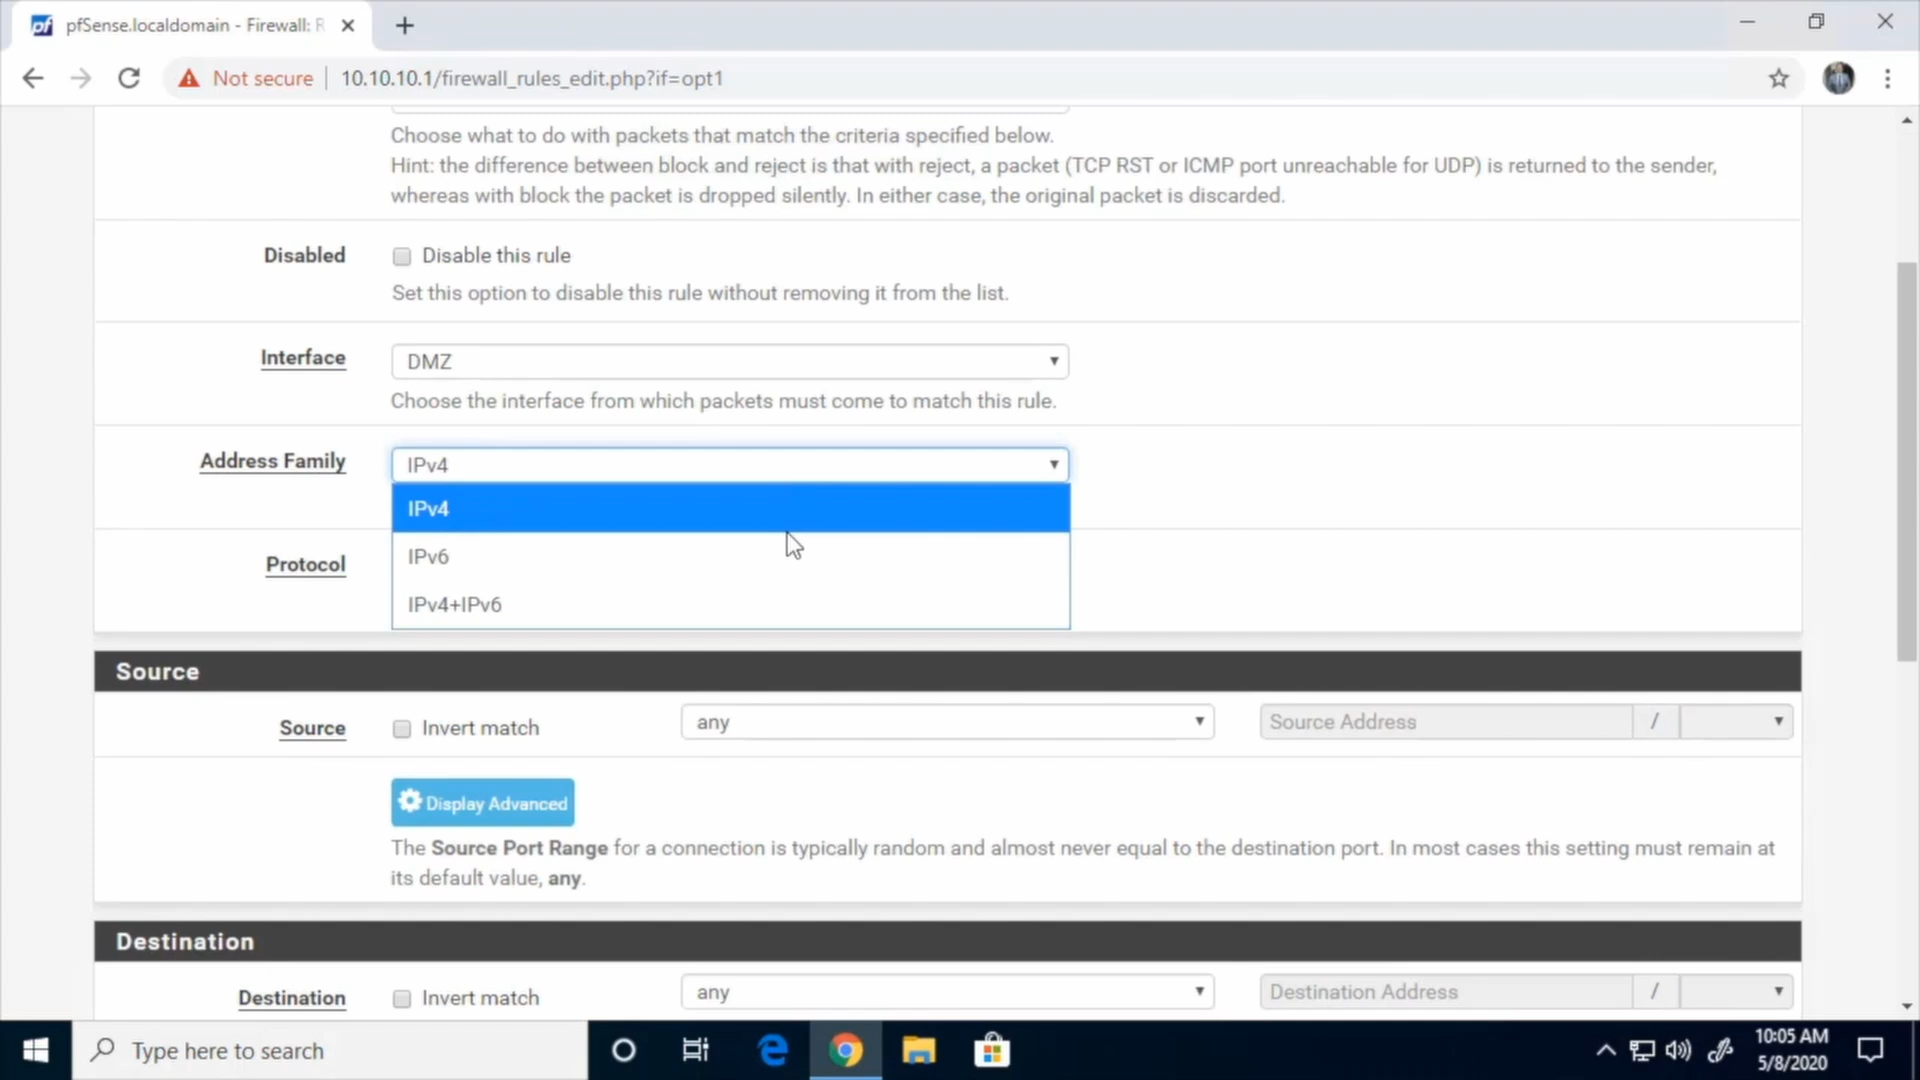 pfSense.localdomain - Firewall: R
Not secure
10.10.10.1/firewall_rules_edit.php?if=opt1
Choose what to do with packets that match the criteria specified below.
Hint: the difference between block and reject is that with reject, a packet (TCP RST or ICMP port unreachable for UDP) is returned to the sender,
whereas with block the packet is dropped silently. In either case, the original packet is discarded.
Disabled
Disable this rule
Set this option to disable this rule without removing it from the list.
Interface
DMZ
Choose the interface from which packets must come to match this rule.
Address Family
IPv4
IPv4
IPv6
IPv4+IPv6
Protocol
Source
Source
Invert match
any
Source Address
/
Display Advanced
The Source Port Range for a connection is typically random and almost never equal to the destination port. In most cases this setting must remain at
its default value, any.
Destination
Destination
Invert match
any
Destination Address
/
Type here to search
10:05 AM
5/8/2020